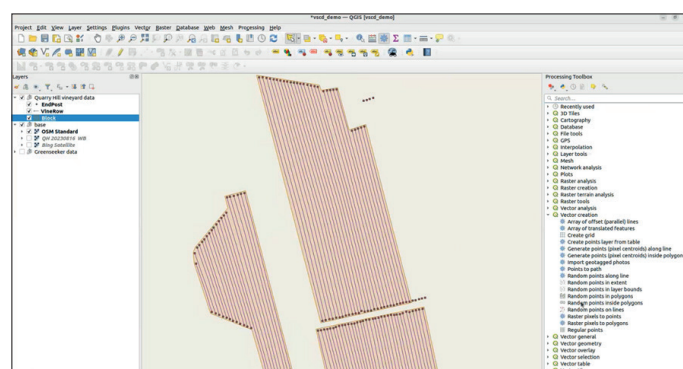 *vscd_demo — QGIS [vscd_demo]
Project Edit View Layer Settings Plugins Vector Raster Database Web Mesh Processing Help
Layers
Quarry Hill vineyard data
EndPost
VineRow
Block
base
OSM Standard
QH 20230816 WB
Bing Satellite
Greenseeker data
Processing Toolbox
Search...
Recently used
3D Tiles
Cartography
Database
File tools
GPS
Interpolation
Layer tools
Mesh
Network analysis
Plots
Raster analysis
Raster creation
Raster terrain analysis
Raster tools
Vector analysis
Vector creation
Array of offset (parallel) lines
Array of translated features
Create grid
Create points layer from table
Generate points (pixel centroids) along line
Generate points (pixel centroids) inside polygon
Import geotagged photos
Points to path
Random points along line
Random points in extent
Random points in layer bounds
Random points in polygons
Random points inside polygons
Random points on lines
Raster pixels to points
Raster pixels to polygons
Regular points
Vector general
Vector geometry
Vector overlay
Vector selection
Vector table